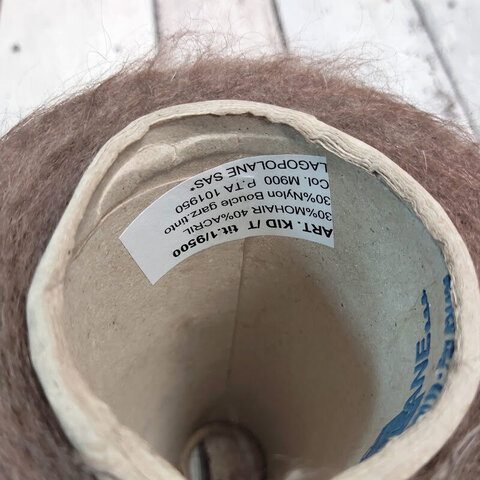 ART. KID /T tit.1/9500
30%MOHAIR 40%ACRIL
30%Nylon Boucle garz tinto
Col. M900 P.TA 101950
LAGOPOLANE SAS*